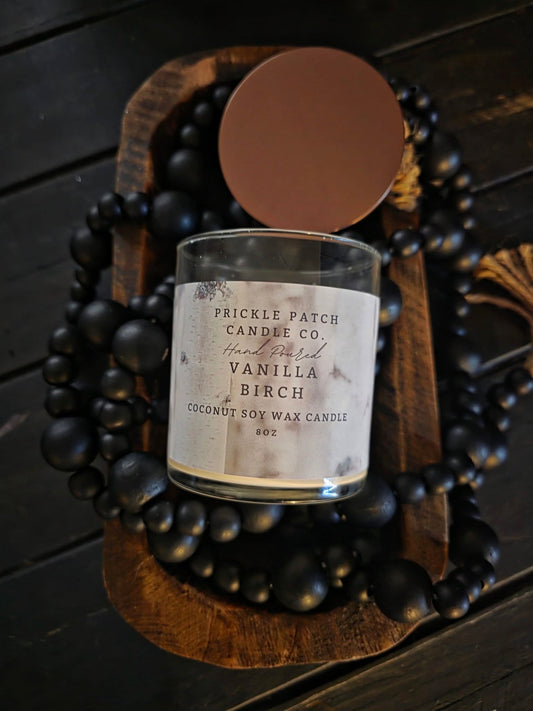 PRICKLE PATCH
CANDLE CO.
Hand Poured
VANILLA
BIRCH
COCONUT SOY WAX CANDLE
8OZ